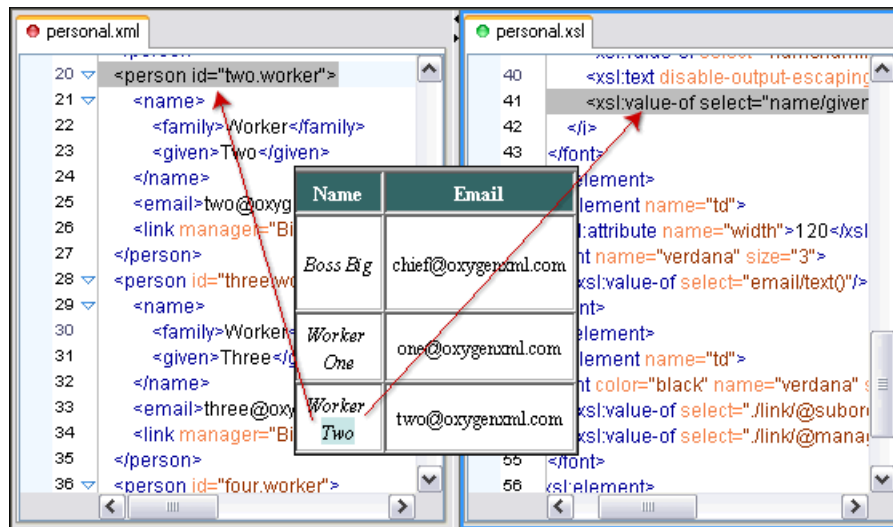 personal.xml
20 <person id="two.worker">
21 <name>
22 <family>Worker</family>
23 <given>Two</given>
24 </name>
25 <email>two@oxyg
26 <link manager="Bi
27 </person>
28 <person id="three.wo
29 <name>
30 <family>Worker
31 <given>Three</g
32 </name>
33 <email>three@oxy
34 <link manager="Bi
35 </person>
36 <person id="four.worker">
Name Email
Boss Big chief@oxygenxml.com
Worker
One
one@oxygenxml.com
Worker
Two
two@oxygenxml.com
personal.xsl
40 <xsl:text disable-output-escaping
41 <xsl:value-of select="name/given
42 </i>
43 </font>
element>
element name="td">
:attribute name="width">120</xsl
nt name="verdana" size="3">
xsl:value-of select="email/text()"/>
nt>
element>
element name="td">
nt color="black" name="verdana" s
xsl:value-of select="./link/@subor
xsl:value-of select="./link/@mana
55 </font>
56 xsl:element>